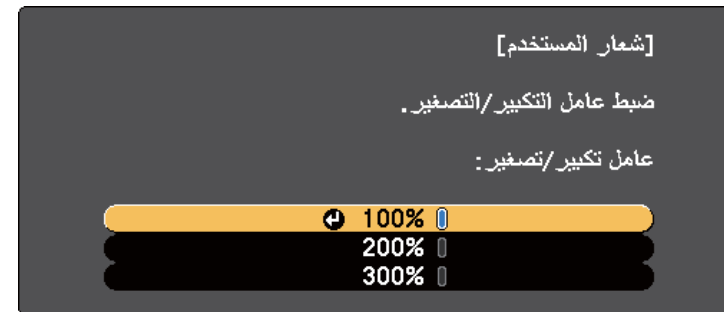 [شعار المستخدم]
ضبط عامل التكبير/التصغير.
عامل تكبير/تصغير:
100%
200%
300%